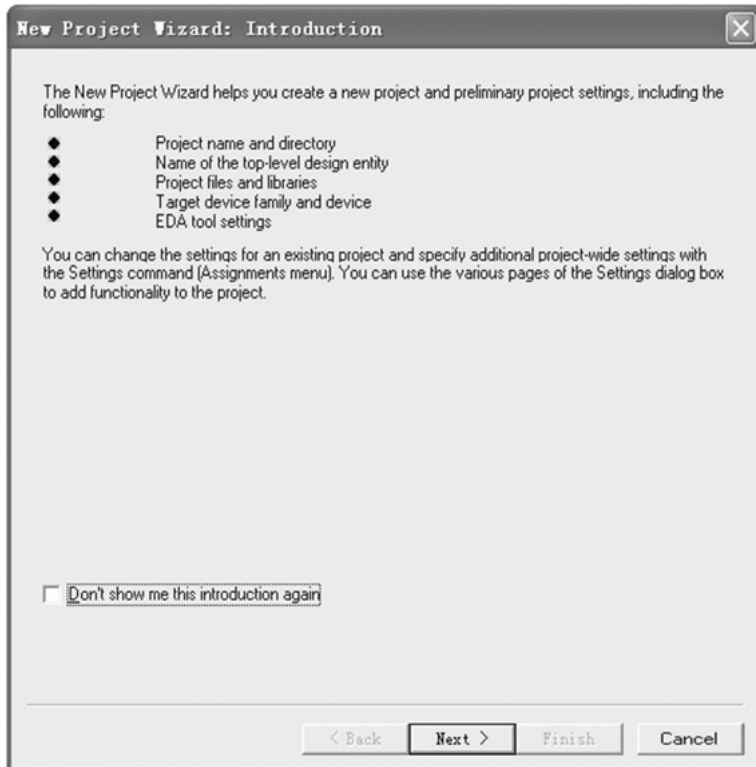 New Project Wizard: Introduction
The New Project Wizard helps you create a new project and preliminary project settings, including the
following:
◆ Project name and directory
◆ Name of the top-level design entity
◆ Project files and libraries
◆ Target device family and device
◆ EDA tool settings
You can change the settings for an existing project and specify additional project-wide settings with
the Settings command (Assignments menu). You can use the various pages of the Settings dialog box
to add functionality to the project.
Don't show me this introduction again
< Back Next > Finish Cancel